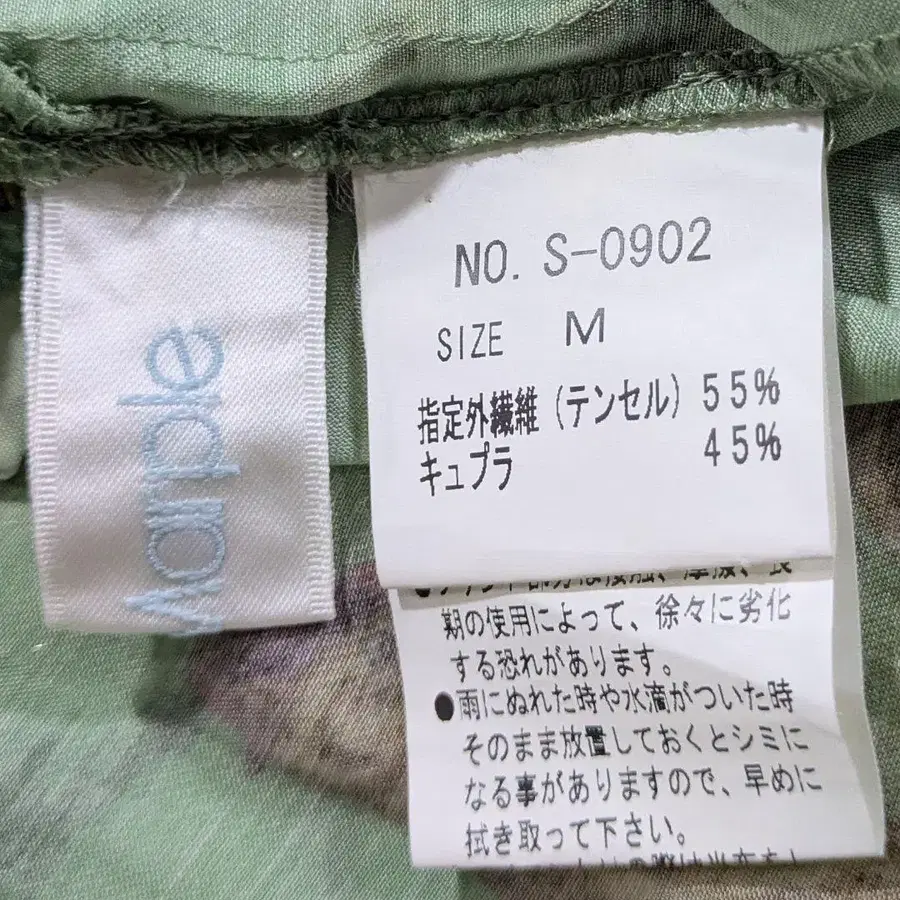 NO. S-0902
SIZE M
指定外繊維 (テンセル) 55%
キュプラ 45%
期の使用によって、徐々に劣化
する恐れがあります。
●雨にぬれた時や水滴がついた時
そのまま放置しておくとシミに
なる事がありますので、早めに
拭き取って下さい。